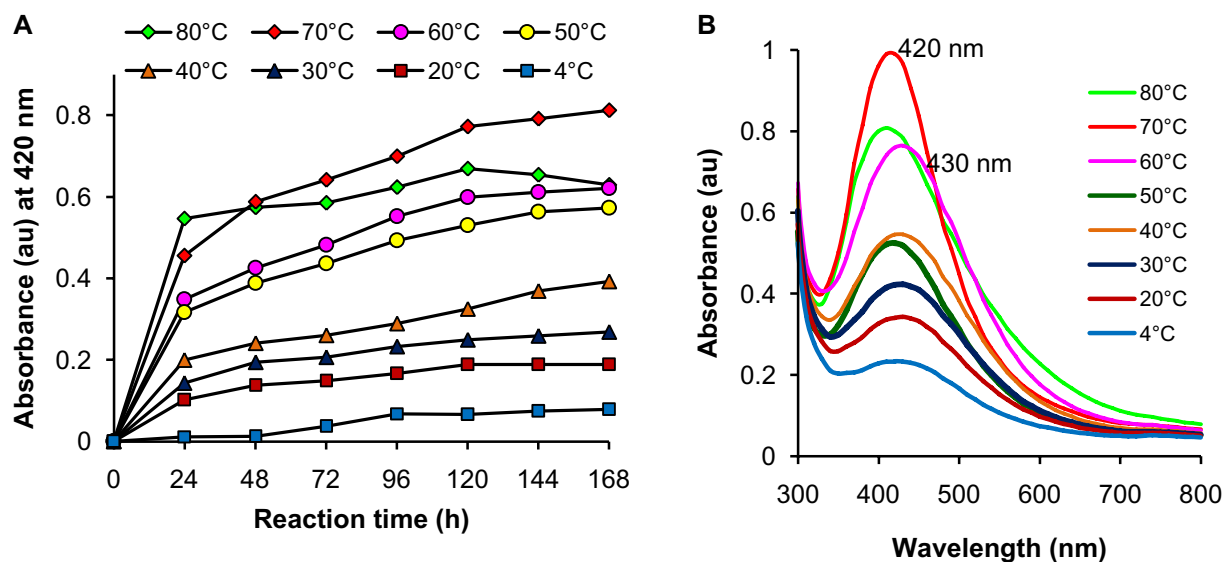 A
80°C 70°C 60°C 50°C
40°C 30°C 20°C 4°C
Absorbance (au) at 420 nm
0.8
0.6
0.4
0.2
0
0 24 48 72 96 120 144 168
Reaction time (h)
B
420 nm
430 nm
80°C
70°C
60°C
50°C
40°C
30°C
20°C
4°C
Absorbance (au)
1
0.8
0.6
0.4
0.2
0
300 400 500 600 700 800
Wavelength (nm)